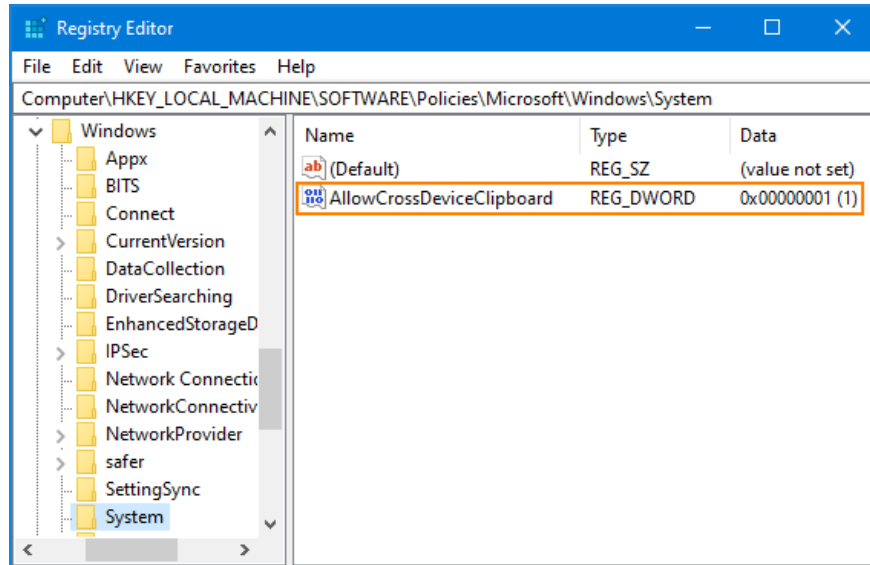 Registry Editor
File Edit View Favorites Help
Computer\HKEY_LOCAL_MACHINE\SOFTWARE\Policies\Microsoft\Windows\System
Windows
Appx
BITS
Connect
CurrentVersion
DataCollection
DriverSearching
EnhancedStorageD
IPSec
Network Connectic
NetworkConnectiv
NetworkProvider
safer
SettingSync
System
Name Type Data
(Default) REG_SZ (value not set)
AllowCrossDeviceClipboard REG_DWORD 0x00000001 (1)